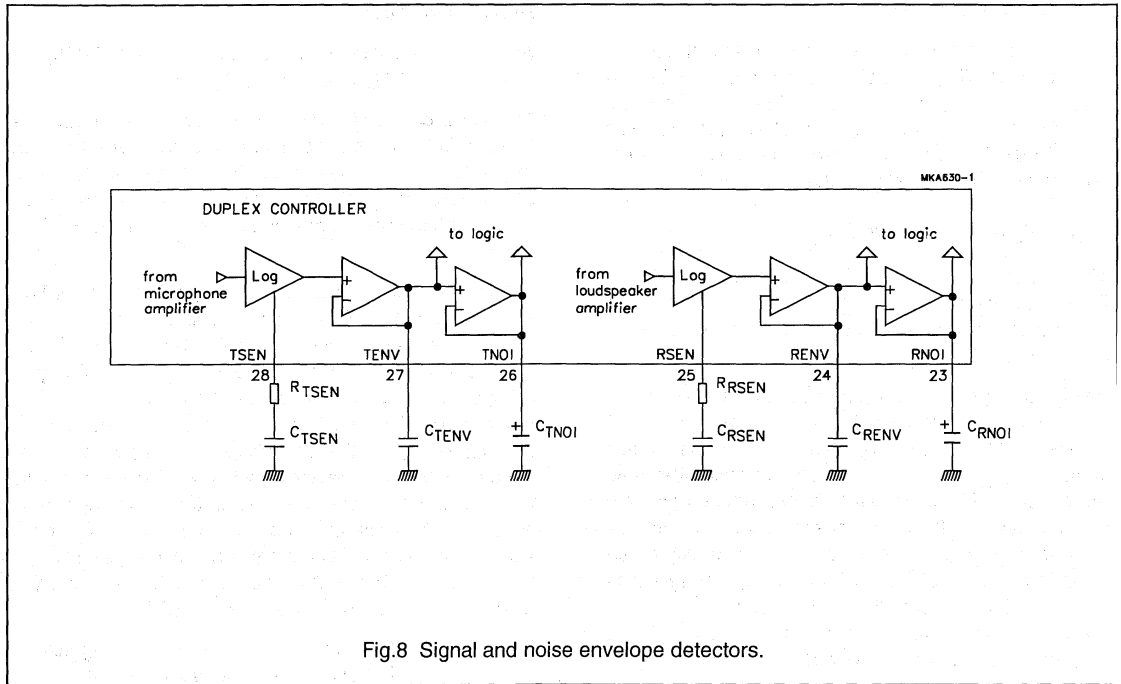 MKA630-1
DUPLEX CONTROLLER
to logic
to logic
Log
Log
from
microphone
amplifier
from
loudspeaker
amplifier
+
−
+
−
+
−
+
−
TSEN
TENV
TNOI
RSEN
RENV
RNOI
28
27
26
25
24
23
RTSEN
RRSEN
CTSEN
CTENV
+
CTNOI
CRSEN
CRENV
+
CRNOI
Fig.8 Signal and noise envelope detectors.